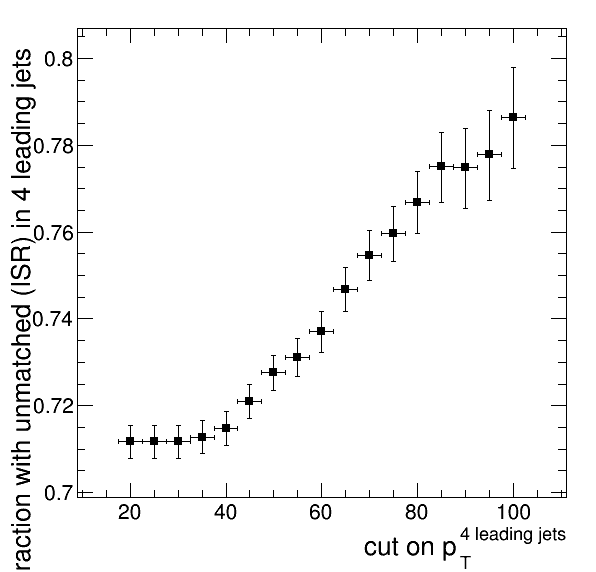 raction with unmatched (ISR) in 4 leading jets
0.8
0.78
0.76
0.74
0.72
0.7
20 40 60 80 100
cut on p_T^4 leading jets